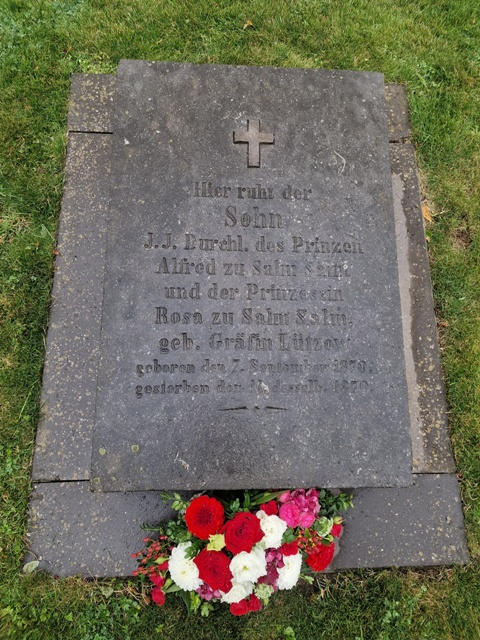 Hier ruht der
Sohn
J.J. Durchl. des Prinzen
Alfred zu Salm Salm
und der Prinzessin
Rosa zu Salm Salm,
geb. Gräfin Lützow
geboren den 7. September 1870,
gestorben den desselb. 1870.